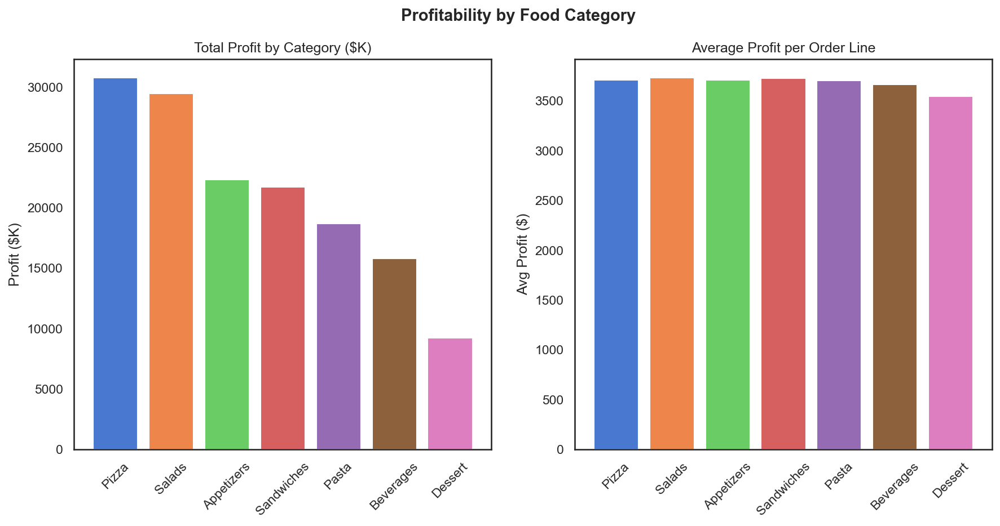 Profitability by Food Category
Total Profit by Category ($K)
Profit ($K)
30000
25000
20000
15000
10000
5000
0
Pizza
Salads
Appetizers
Sandwiches
Pasta
Beverages
Dessert
Average Profit per Order Line
Avg Profit ($)
3500
3000
2500
2000
1500
1000
500
0
Pizza
Salads
Appetizers
Sandwiches
Pasta
Beverages
Dessert